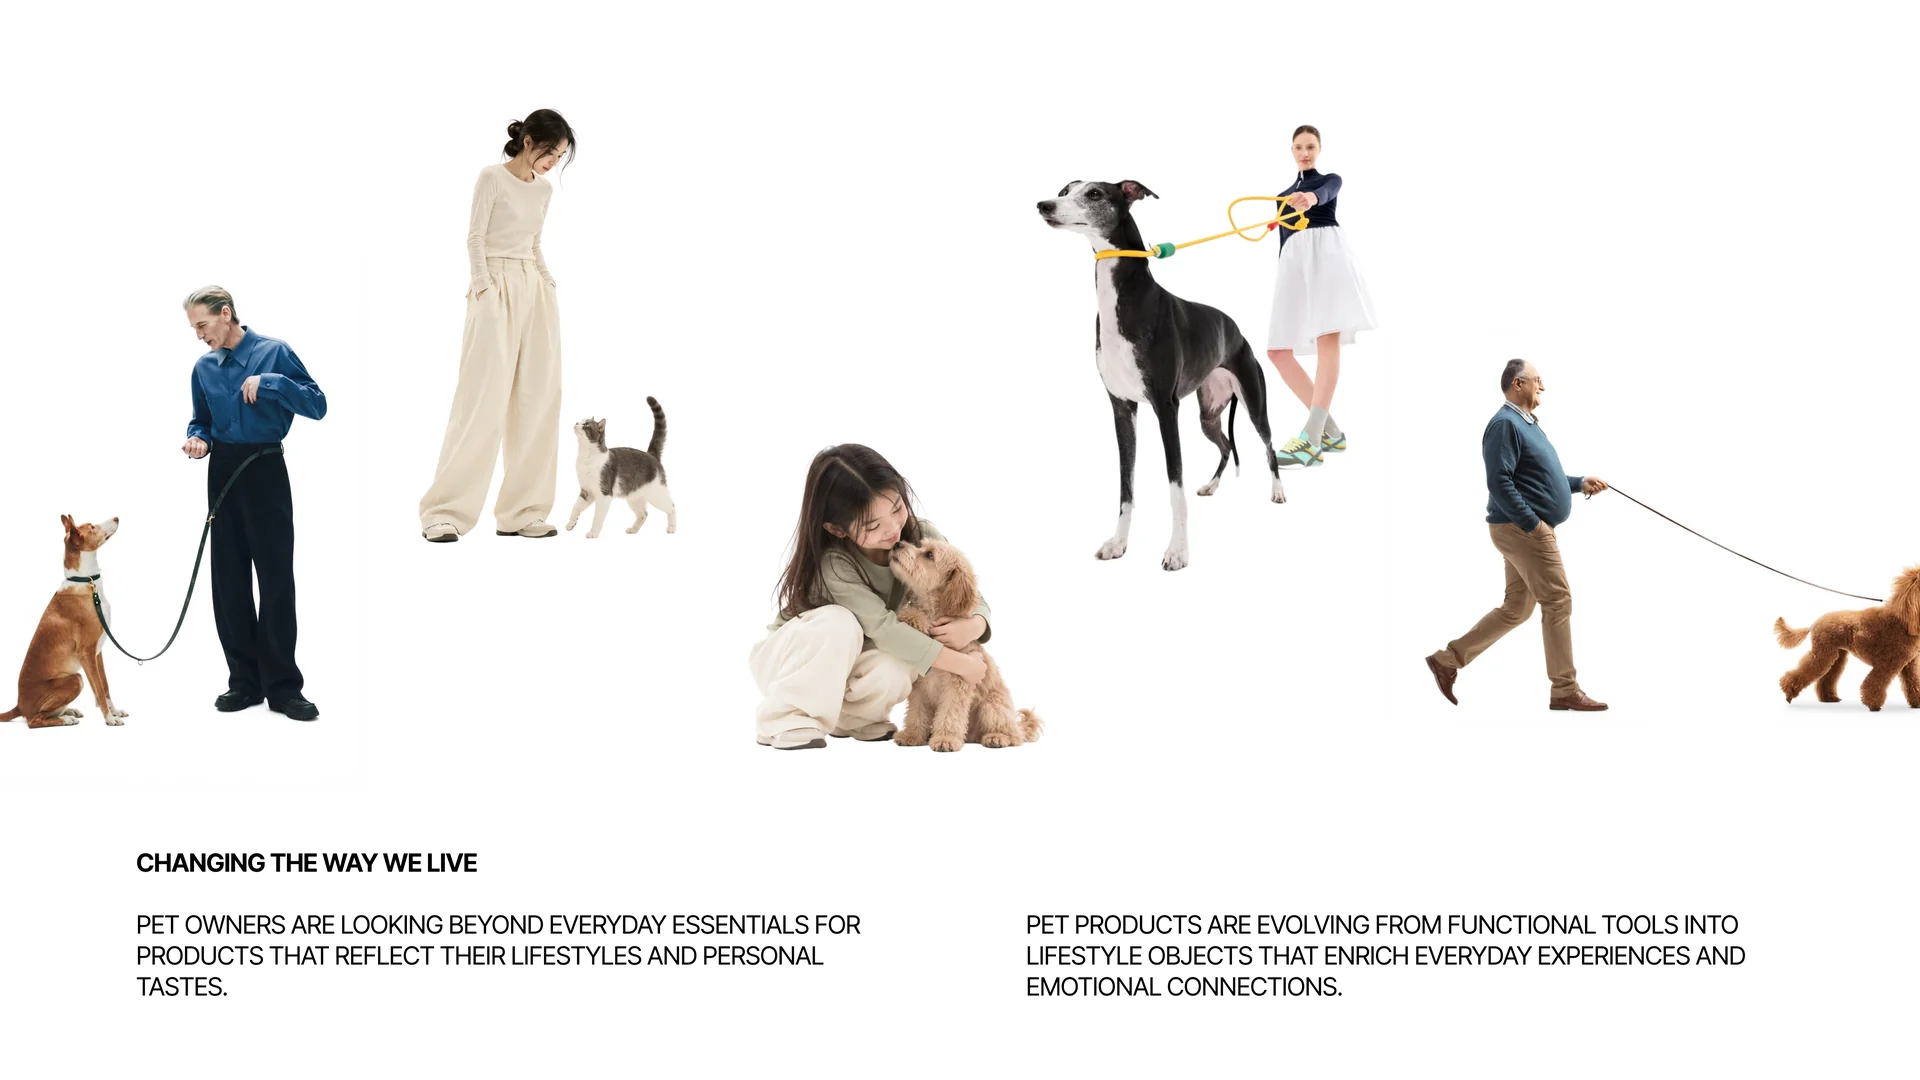 CHANGING THE WAY WE LIVE
PET OWNERS ARE LOOKING BEYOND EVERYDAY ESSENTIALS FOR
PRODUCTS THAT REFLECT THEIR LIFESTYLES AND PERSONAL
TASTES.
PET PRODUCTS ARE EVOLVING FROM FUNCTIONAL TOOLS INTO
LIFESTYLE OBJECTS THAT ENRICH EVERYDAY EXPERIENCES AND
EMOTIONAL CONNECTIONS.